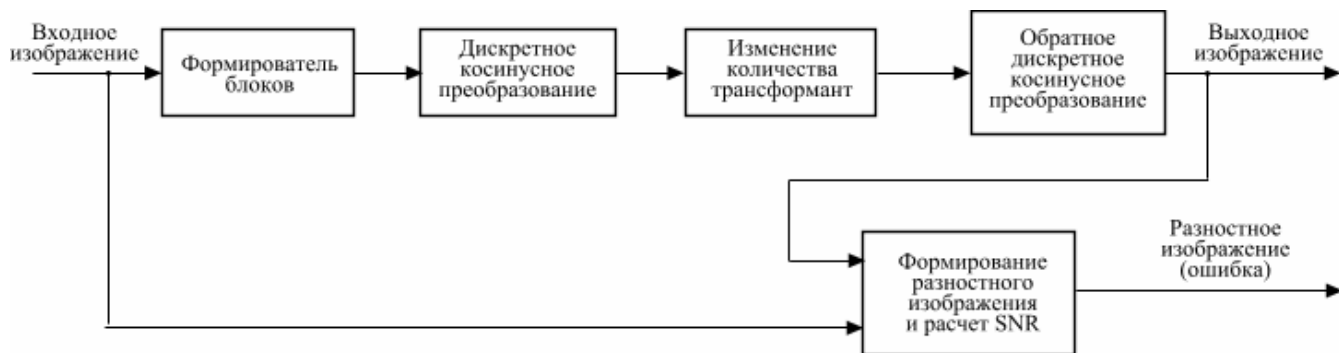 Входное
изображение
Формирователь
блоков
Дискретное
косинусное
преобразование
Изменение
количества
трансформант
Обратное
дискретное
косинусное
преобразование
Выходное
изображение
Формирование
разностного
изображения
и расчет SNR
Разностное
изображение
(ошибка)